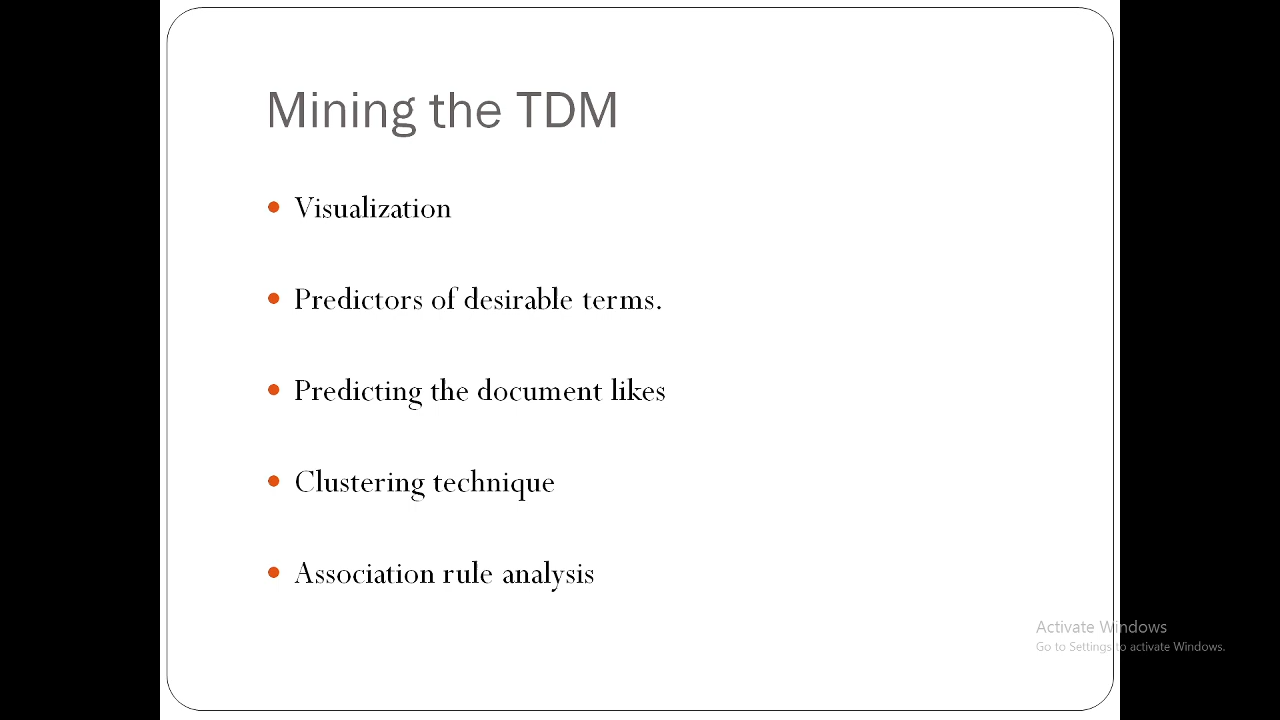 Mining the TDM
Visualization
Predictors of desirable terms.
Predicting the document likes
Clustering technique
Association rule analysis
Activate Windows
Go to Settings to activate Windows.